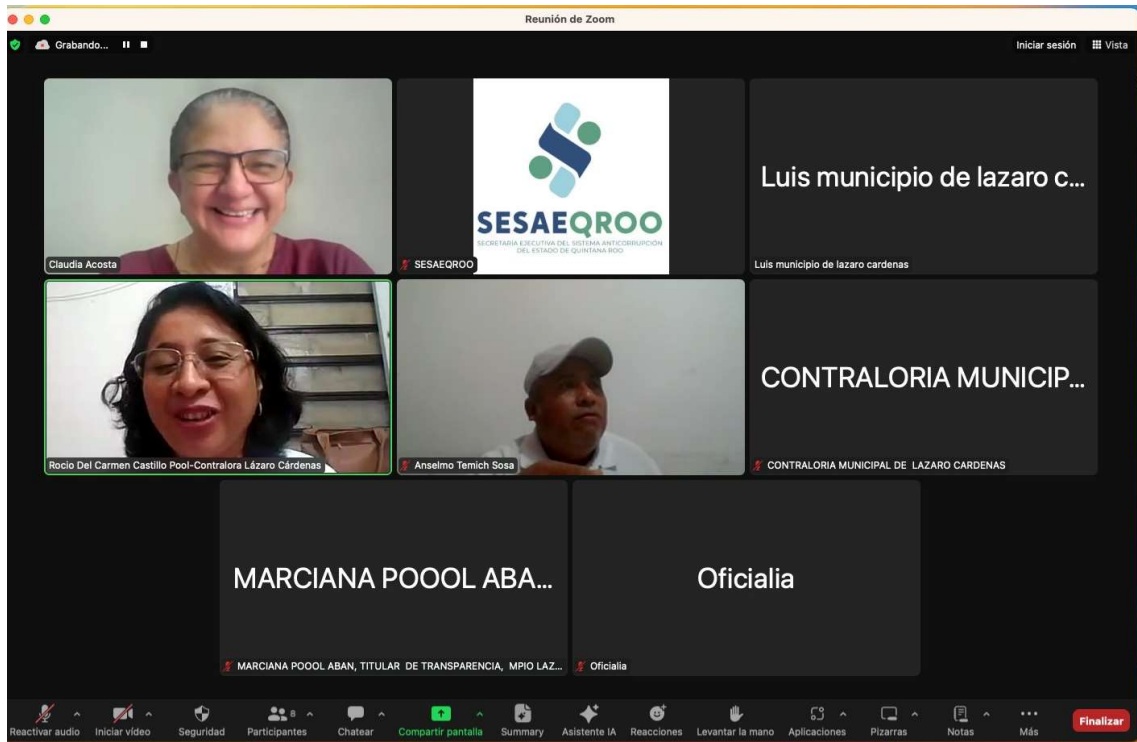 Reunión de Zoom
Grabando...
Iniciar sesión
Vista
Claudia Acosta
SESAEQROO
SECRETARÍA EJECUTIVA DEL SISTEMA ANTICORRUPCIÓN
DEL ESTADO DE QUINTANA ROO
SESAEQROO
Luis municipio de lazaro c...
Luis municipio de lazaro cardenas
Rocio Del Carmen Castillo Pool-Contralora Lázaro Cárdenas
Anselmo Temich Sosa
CONTRALORIA MUNICIP...
CONTRALORIA MUNICIPAL DE LAZARO CARDENAS
MARCIANA POOOL ABA...
MARCIANA POOOL ABAN, TITULAR DE TRANSPARENCIA, MPIO LAZ...
Oficialia
Oficialia
Reactivar audio
Iniciar vídeo
Seguridad
8
Participantes
Chatear
Compartir pantalla
Summary
Asistente IA
Reacciones
Levantar la mano
Aplicaciones
Pizarras
Notas
Más
Finalizar